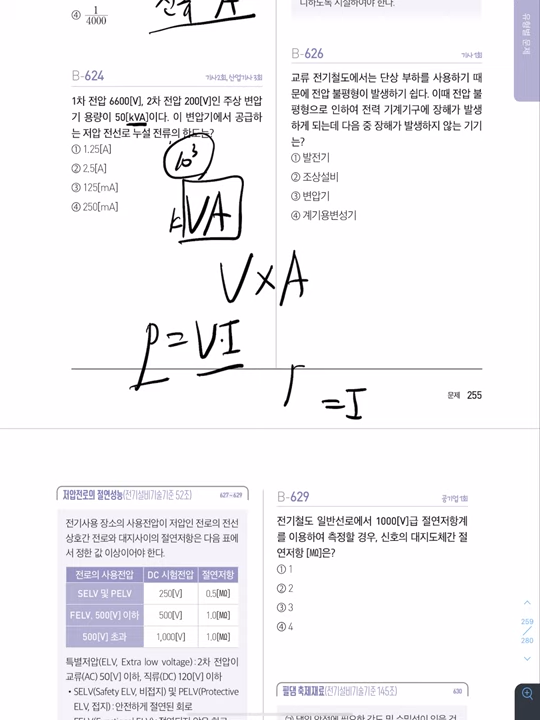 ④ 1/4000
전류 A
B-624
기사2회, 산업기사3회
1차 전압 6600[V], 2차 전압 200[V]인 주상 변압
기 용량이 50[kVA]이다. 이 변압기에서 공급하
는 저압 전선로 누설 전류의 한도는?
① 1.25[A]
② 2.5[A]
③ 125[mA]
④ 250[mA]
10³
k VA
V×A
P=V·I
=I
디하도록 시설하여야 한다.
B-626
기사1회
교류 전기철도에서는 단상 부하를 사용하기 때
문에 전압 불평형이 발생하기 쉽다. 이때 전압 불
평형으로 인하여 전력 기계기구에 장해가 발생
하게 되는데 다음 중 장해가 발생하지 않는 기기
는?
① 발전기
② 조상설비
③ 변압기
④ 계기용변성기
유형별 문제
문제 255
저압전로의 절연성능(전기설비기술기준 52조)
627~629
전기사용 장소의 사용전압이 저압인 전로의 전선
상호간 전로와 대지사이의 절연저항은 다음 표에
서 정한 값 이상이어야 한다.
전로의 사용전압 DC 시험전압 절연저항
SELV 및 PELV 250[V] 0.5[MΩ]
FELV, 500[V] 이하 500[V] 1.0[MΩ]
500[V] 초과 1,000[V] 1.0[MΩ]
특별저압(ELV, Extra low voltage) : 2차 전압이
교류(AC) 50[V] 이하, 직류(DC) 120[V] 이하
• SELV(Safety ELV, 비접지) 및 PELV(Protective
ELV, 접지) : 안전하게 절연된 회로
B-629
공기업1회
전기철도 일반선로에서 1000[V]급 절연저항계
를 이용하여 측정할 경우, 신호의 대지도체간 절
연저항 [MΩ]은?
① 1
② 2
③ 3
④ 4
필댐 축제재료(전기설비기술기준 145조)
630
259
/
280